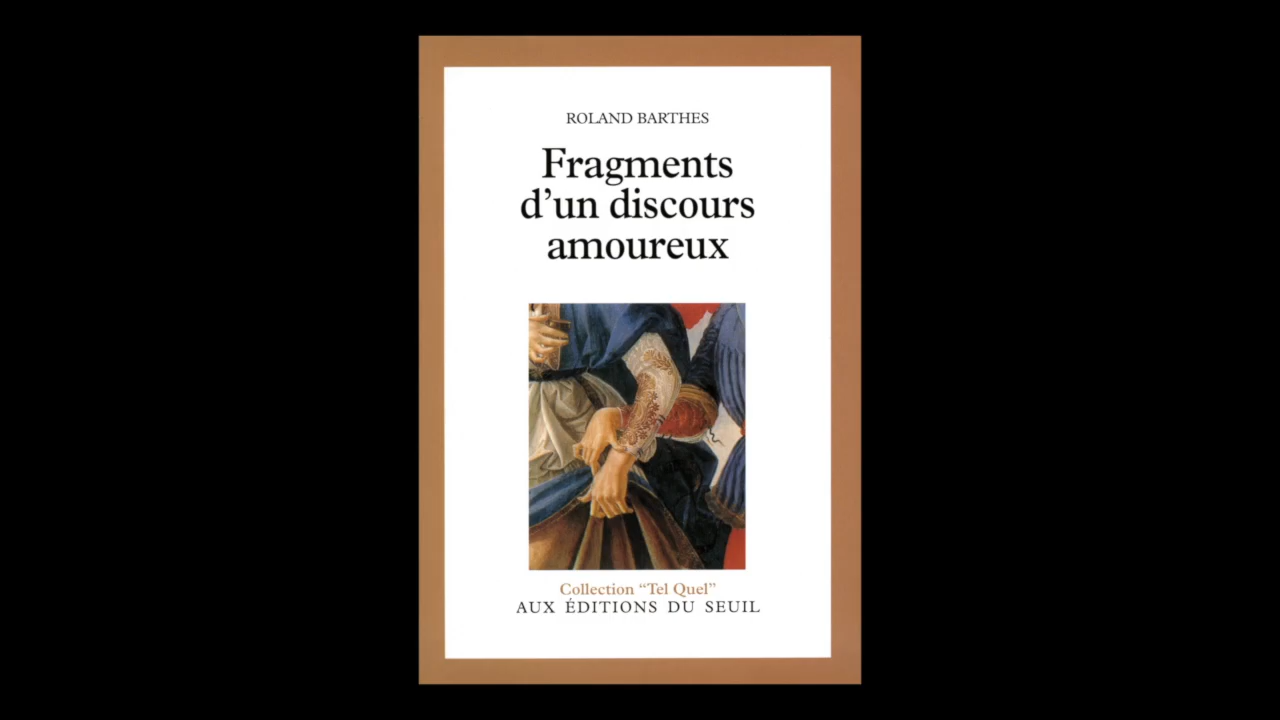 ROLAND BARTHES
Fragments
d’un discours
amoureux
Collection “Tel Quel”
AUX ÉDITIONS DU SEUIL